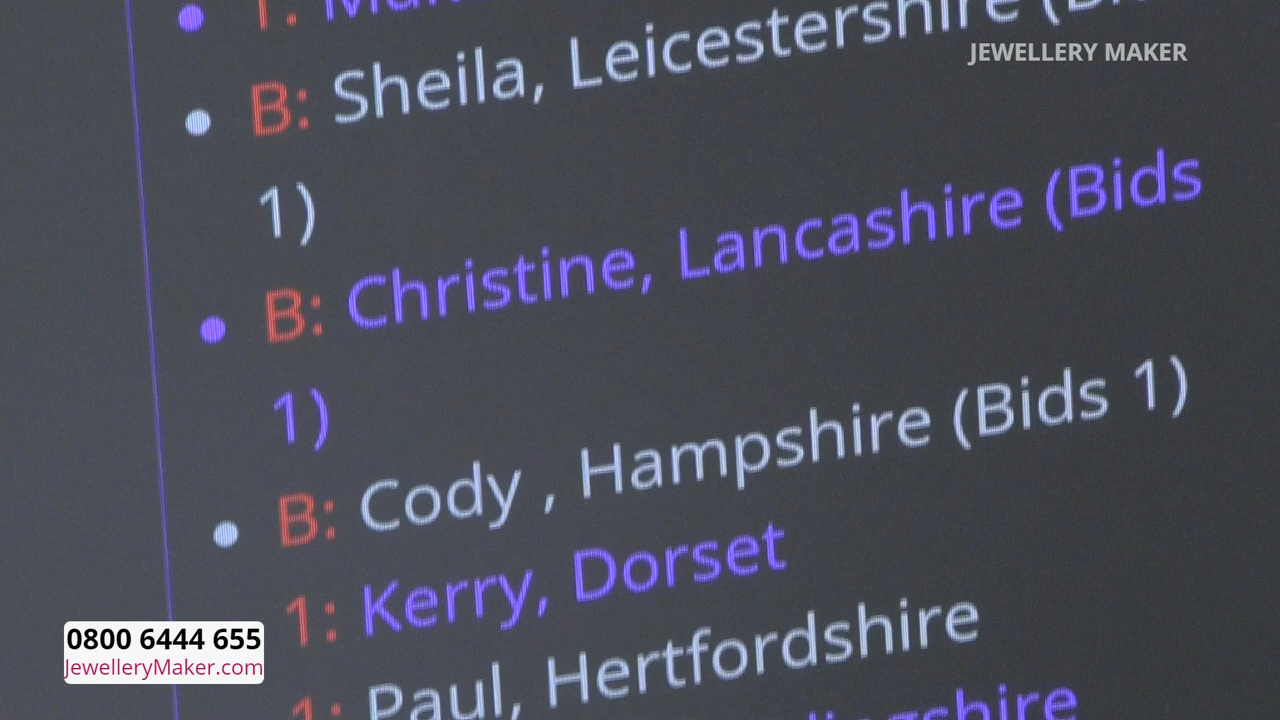 JEWELLERY MAKER
B: Sheila, Leicestershire
1)
B: Christine, Lancashire (Bids
1)
B: Cody , Hampshire (Bids 1)
1: Kerry, Dorset
1: Paul, Hertfordshire
0800 6444 655
JewelleryMaker.com